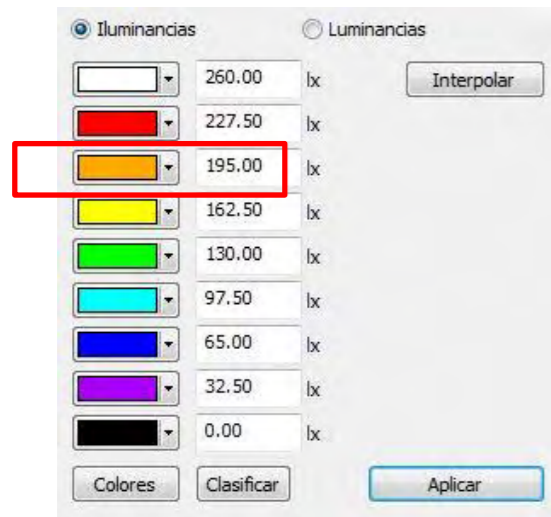 Iluminancias Luminancias
260.00 lx Interpolar
227.50 lx
195.00 lx
162.50 lx
130.00 lx
97.50 lx
65.00 lx
32.50 lx
0.00 lx
Colores Clasificar Aplicar